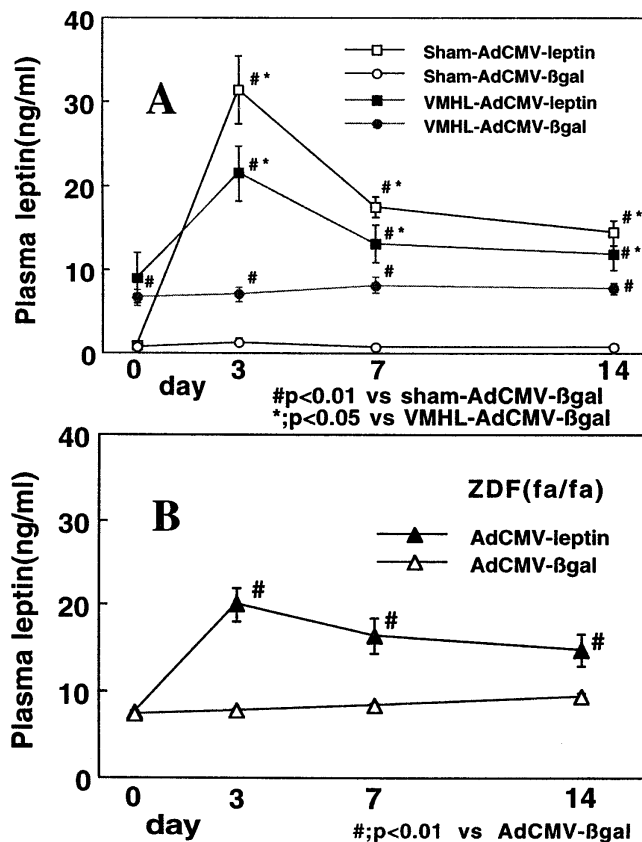 40
30
20
10
0
Plasma leptin(ng/ml)
A
Sham-AdCMV-leptin
Sham-AdCMV-ßgal
VMHL-AdCMV-leptin
VMHL-AdCMV-ßgal
# *
# *
# *
# *
# *
# *
#
#
#
#
0 3 7 14
day
#p<0.01 vs sham-AdCMV-ßgal
*;p<0.05 vs VMHL-AdCMV-ßgal
40
30
20
10
0
Plasma leptin(ng/ml)
B
ZDF(fa/fa)
AdCMV-leptin
AdCMV-ßgal
#
#
#
0 3 7 14
day
#;p<0.01 vs AdCMV-ßgal